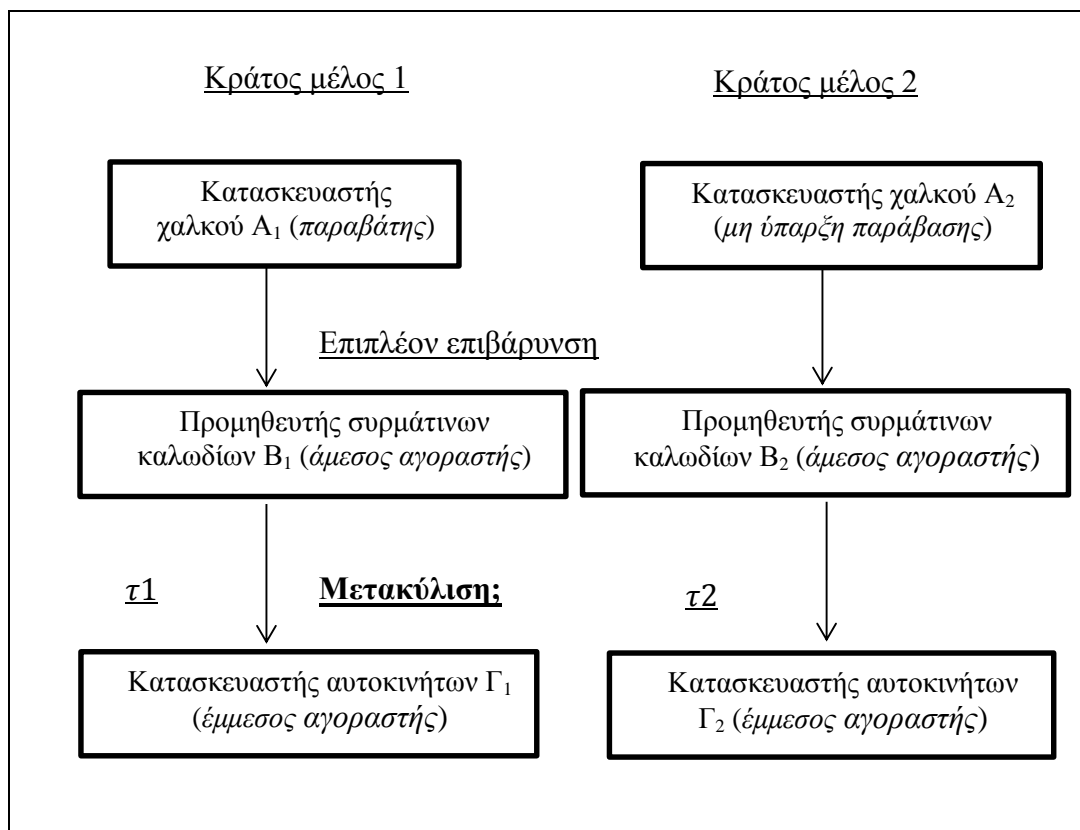 Κράτος μέλος 1
Κράτος μέλος 2
Κατασκευαστής
χαλκού Α₁ (παραβάτης)
Κατασκευαστής χαλκού Α₂
(μη ύπαρξη παράβασης)
Επιπλέον επιβάρυνση
Προμηθευτής συρμάτινων
καλωδίων Β₁ (άμεσος αγοραστής)
Προμηθευτής συρμάτινων
καλωδίων Β₂ (άμεσος αγοραστής)
τ1
Μετακύλιση;
τ2
Κατασκευαστής αυτοκινήτων Γ₁
(έμμεσος αγοραστής)
Κατασκευαστής αυτοκινήτων
Γ₂ (έμμεσος αγοραστής)